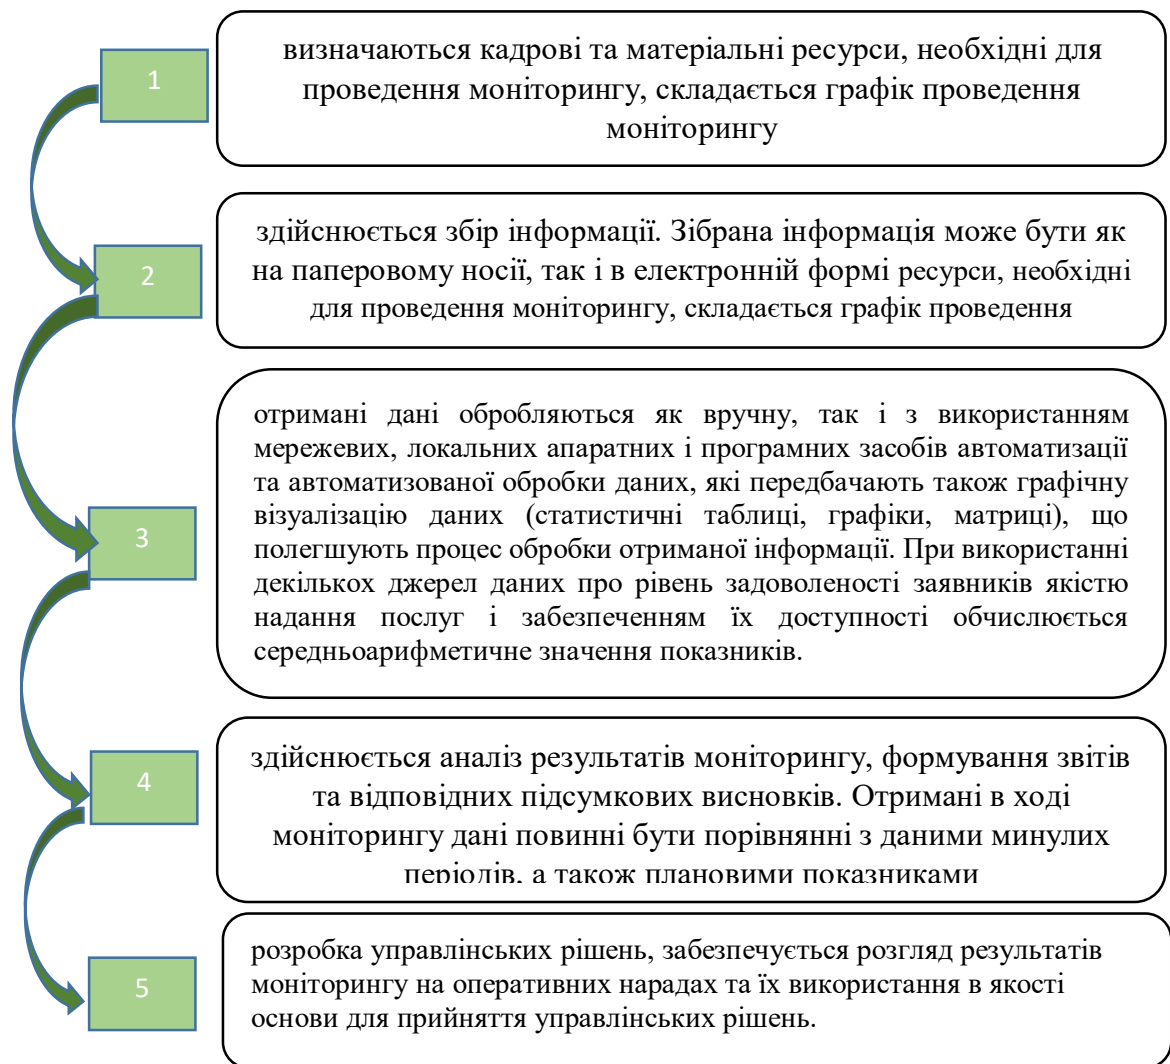 1
визначаються кадрові та матеріальні ресурси, необхідні для
проведення моніторингу, складається графік проведення
моніторингу
2
здійснюється збір інформації. Зібрана інформація може бути як
на паперовому носії, так і в електронній формі ресурси, необхідні
для проведення моніторингу, складається графік проведення
3
отримані дані обробляються як вручну, так і з використанням
мережевих, локальних апаратних і програмних засобів автоматизації
та автоматизованої обробки даних, які передбачають також графічну
візуалізацію даних (статистичні таблиці, графіки, матриці), що
полегшують процес обробки отриманої інформації. При використанні
декількох джерел даних про рівень задоволеності заявників якістю
надання послуг і забезпеченням їх доступності обчислюється
середньоарифметичне значення показників.
4
здійснюється аналіз результатів моніторингу, формування звітів
та відповідних підсумкових висновків. Отримані в ході
моніторингу дані повинні бути порівнянні з даними минулих
періодів, а також плановими показниками
5
розробка управлінських рішень, забезпечується розгляд результатів
моніторингу на оперативних нарадах та їх використання в якості
основи для прийняття управлінських рішень.